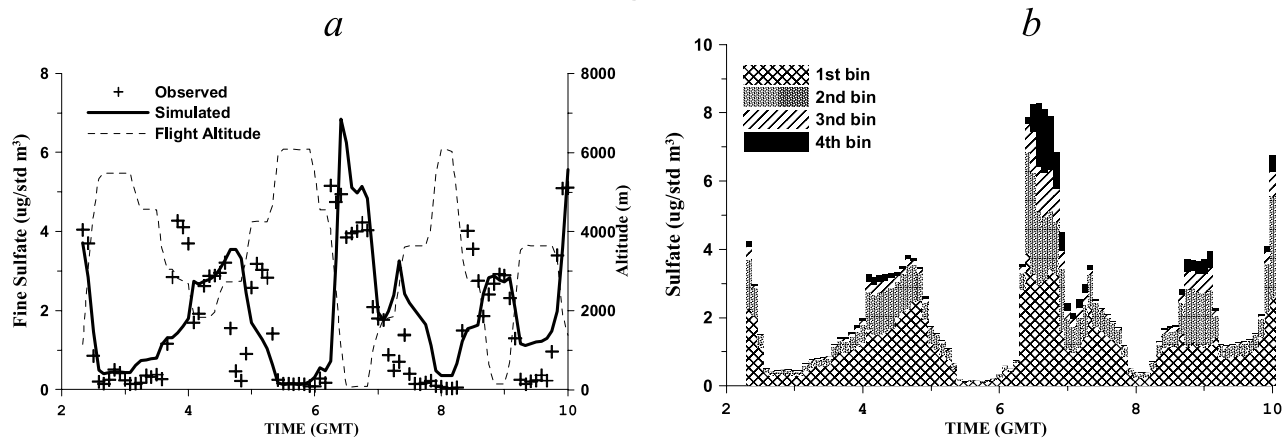 a
b
8
8000
Observed
Simulated
Flight Altitude
6
6000
4
4000
2
2000
0
0
2
4
6
8
10
Fine Sulfate (ug/std m³)
Altitude (m)
TIME (GMT)
10
1st bin
2nd bin
3nd bin
4th bin
8
6
4
2
0
2
4
6
8
10
Sulfate (ug/std m³)
TIME (GMT)